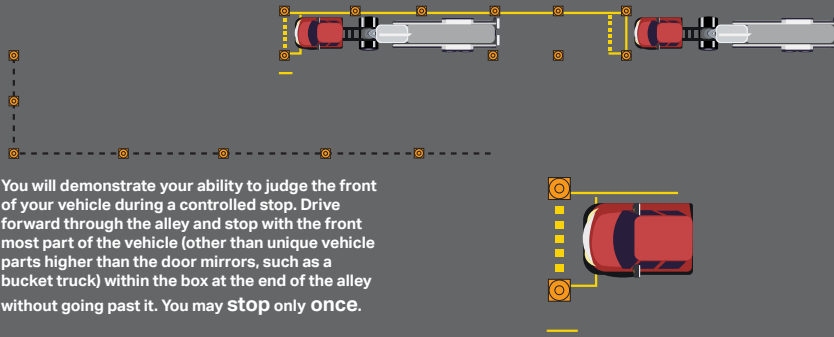 You will demonstrate your ability to judge the front
of your vehicle during a controlled stop. Drive
forward through the alley and stop with the front
most part of the vehicle (other than unique vehicle
parts higher than the door mirrors, such as a
bucket truck) within the box at the end of the alley
without going past it. You may stop only once.